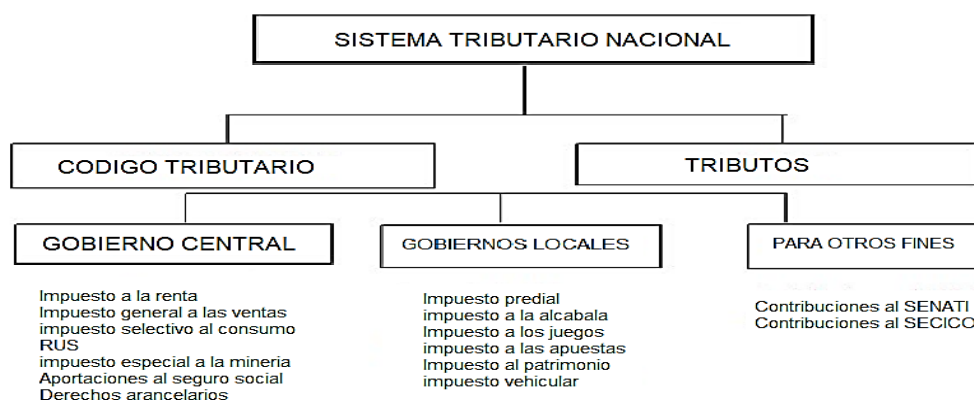 SISTEMA TRIBUTARIO NACIONAL
CODIGO TRIBUTARIO
TRIBUTOS
GOBIERNO CENTRAL
GOBIERNOS LOCALES
PARA OTROS FINES
Impuesto a la renta
Impuesto general a las ventas
impuesto selectivo al consumo
RUS
impuesto especial a la mineria
Aportaciones al seguro social
Derechos arancelarios
Impuesto predial
impuesto a la alcabala
Impuesto a los juegos
impuesto a las apuestas
Impuesto al patrimonio
impuesto vehicular
Contribuciones al SENATI
Contribuciones al SECICO